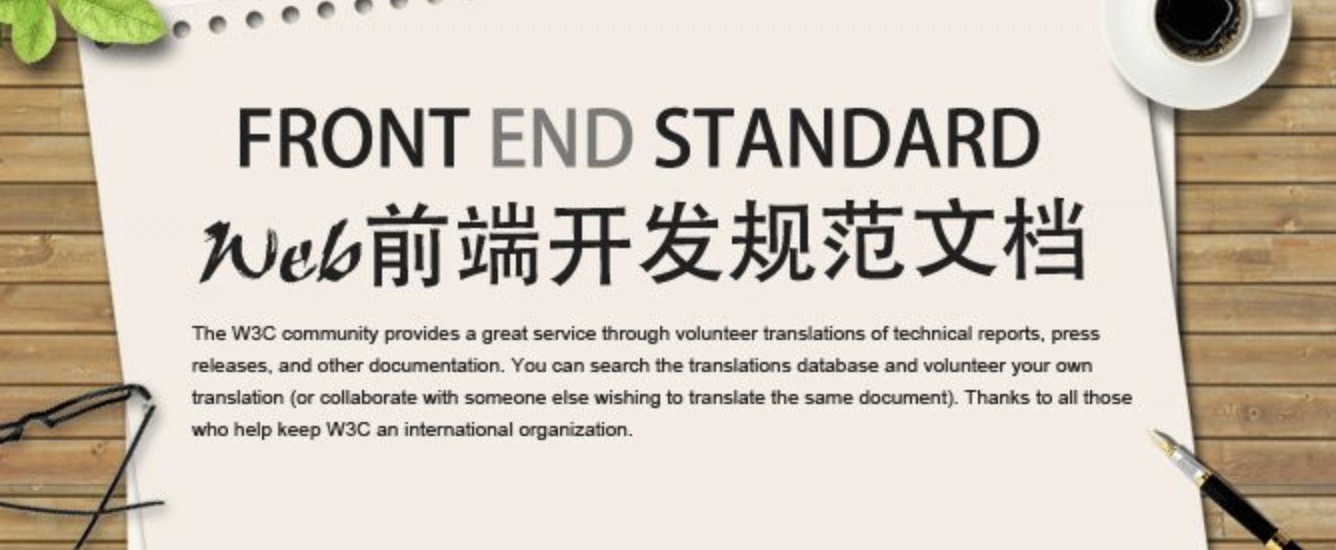 FRONT END STANDARD
Web前端开发规范文档
The W3C community provides a great service through volunteer translations of technical reports, press
releases, and other documentation. You can search the translations database and volunteer your own
translation (or collaborate with someone else wishing to translate the same document). Thanks to all those
who help keep W3C an international organization.